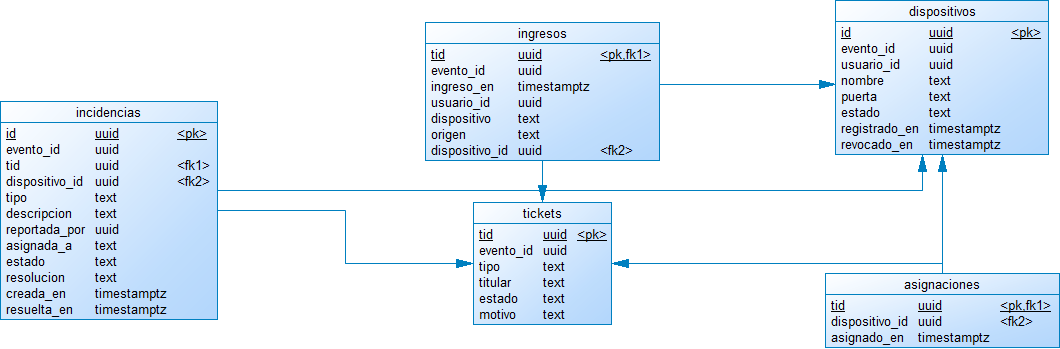 dispositivos
id uuid <pk>
evento_id uuid
usuario_id uuid
nombre text
puerta text
estado text
registrado_en timestamptz
revocado_en timestamptz
ingresos
tid uuid <pk,fk1>
evento_id uuid
ingreso_en timestamptz
usuario_id uuid
dispositivo text
origen text
dispositivo_id uuid <fk2>
incidencias
id uuid <pk>
evento_id uuid
tid uuid <fk1>
dispositivo_id uuid <fk2>
tipo text
descripcion text
reportada_por uuid
asignada_a text
estado text
resolucion text
creada_en timestamptz
resuelta_en timestamptz
tickets
tid uuid <pk>
evento_id uuid
tipo text
titular text
estado text
motivo text
asignaciones
tid uuid <pk,fk1>
dispositivo_id uuid <fk2>
asignado_en timestamptz